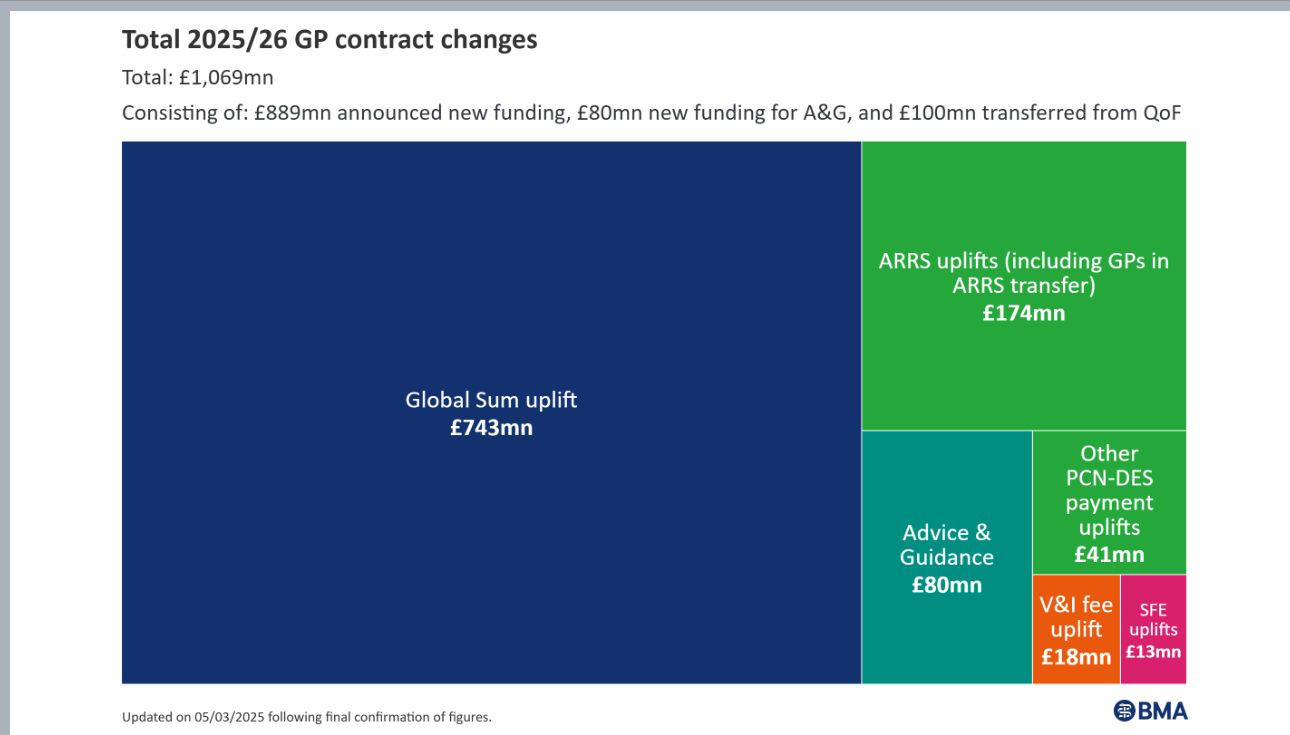 Total 2025/26 GP contract changes
Total: £1,069mn
Consisting of: £889mn announced new funding, £80mn new funding for A&G, and £100mn transferred from QoF
Global Sum uplift
£743mn
ARRS uplifts (including GPs in
ARRS transfer)
£174mn
Advice &
Guidance
£80mn
Other
PCN-DES
payment
uplifts
£41mn
V&I fee
uplift
£18mn
SFE
uplifts
£13mn
Updated on 05/03/2025 following final confirmation of figures.
BMA